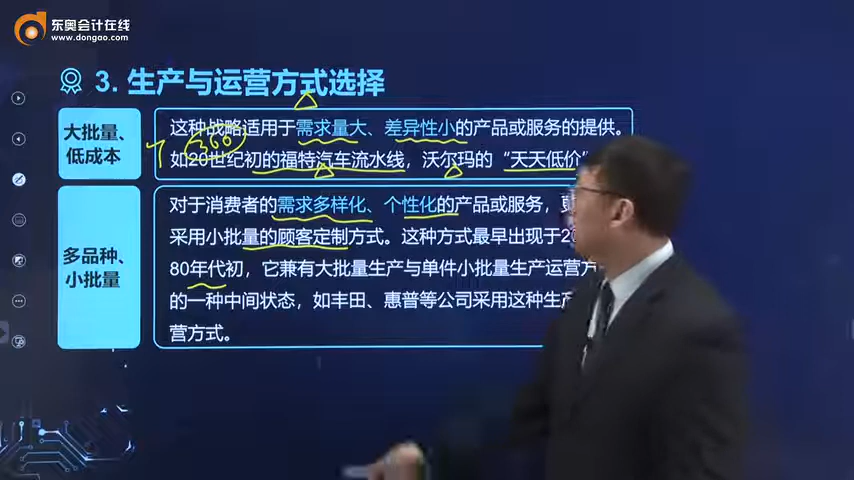 东奥会计在线
www.dongao.com
3. 生产与运营方式选择
大批量、
低成本
这种战略适用于需求量大、差异性小的产品或服务的提供。
如20世纪初的福特汽车流水线，沃尔玛的“天天低价”
360
多品种、
小批量
对于消费者的需求多样化、个性化的产品或服务，
采用小批量的顾客定制方式。这种方式最早出现于2
80年代初，它兼有大批量生产与单件小批量生产运营方
的一种中间状态，如丰田、惠普等公司采用这种生产
营方式。